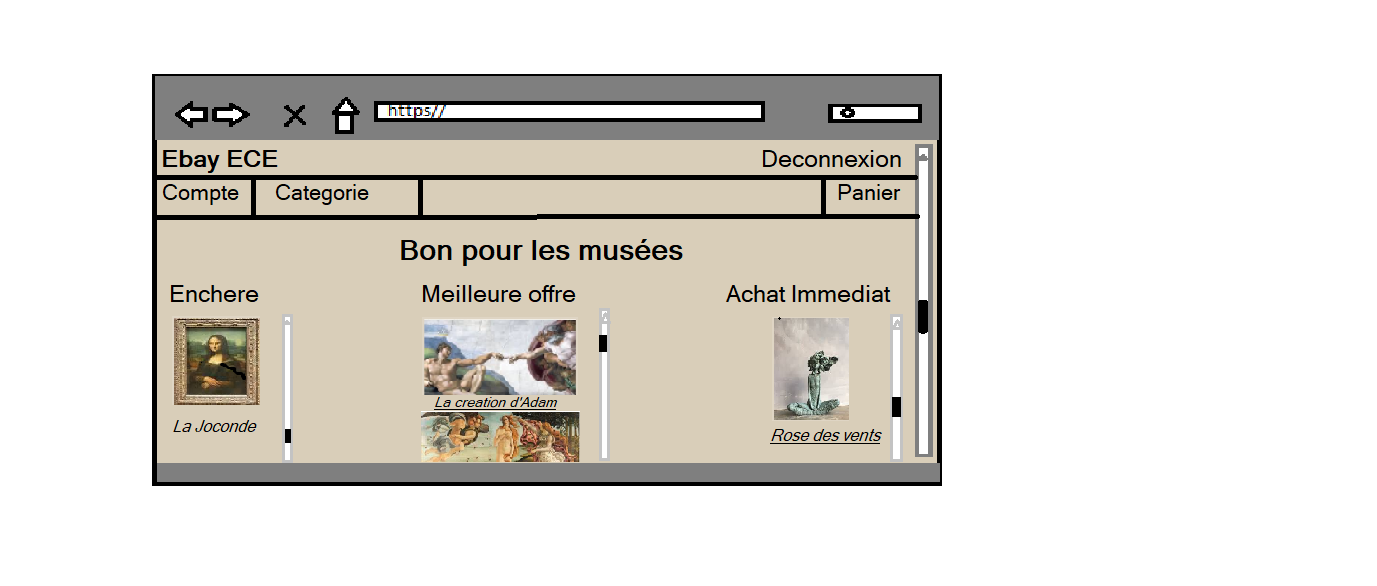 https//
Ebay ECE
Deconnexion
Compte
Categorie
Panier
Bon pour les musées
Enchere
Meilleure offre
Achat Immediat
La Joconde
La creation d'Adam
Rose des vents